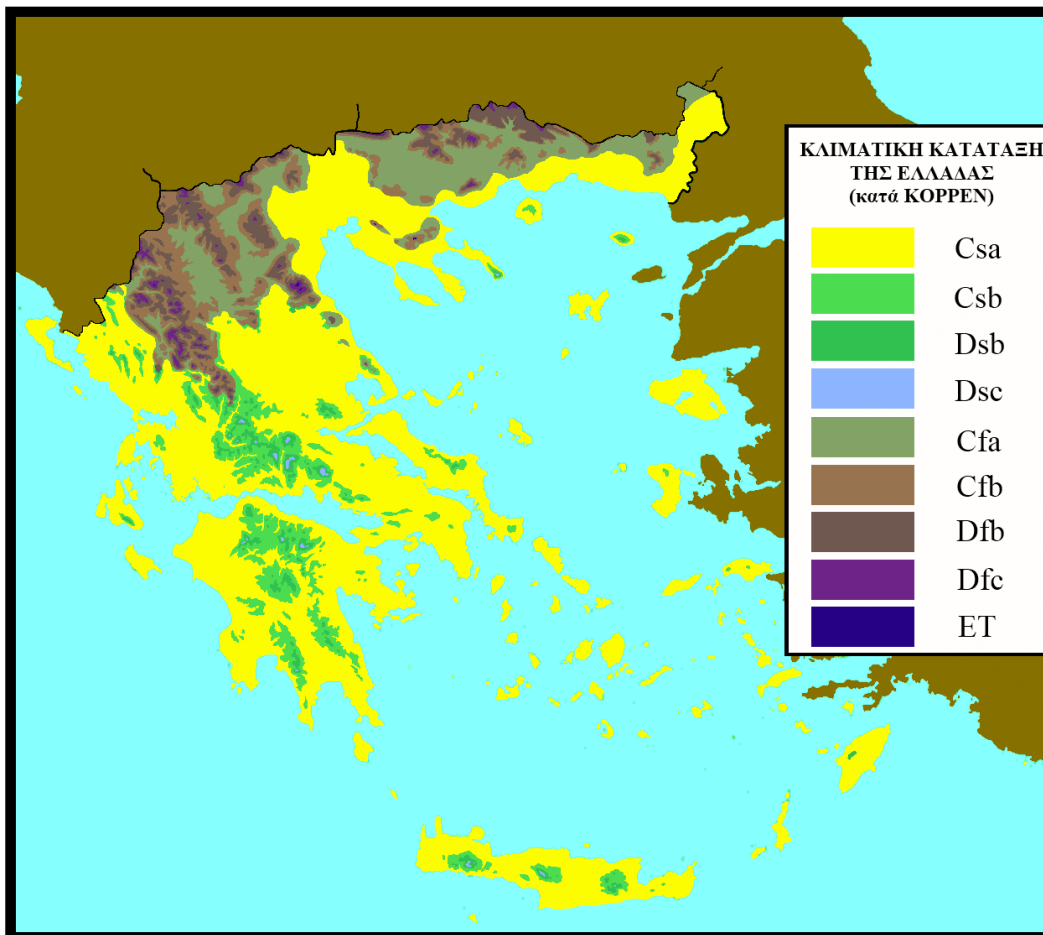 ΚΛΙΜΑΤΙΚΗ ΚΑΤΑΤΑΞΗ
ΤΗΣ ΕΛΛΑΔΑΣ
(κατά ΚΟΡΡΕΝ)
Csa
Csb
Dsb
Dsc
Cfa
Cfb
Dfb
Dfc
ET